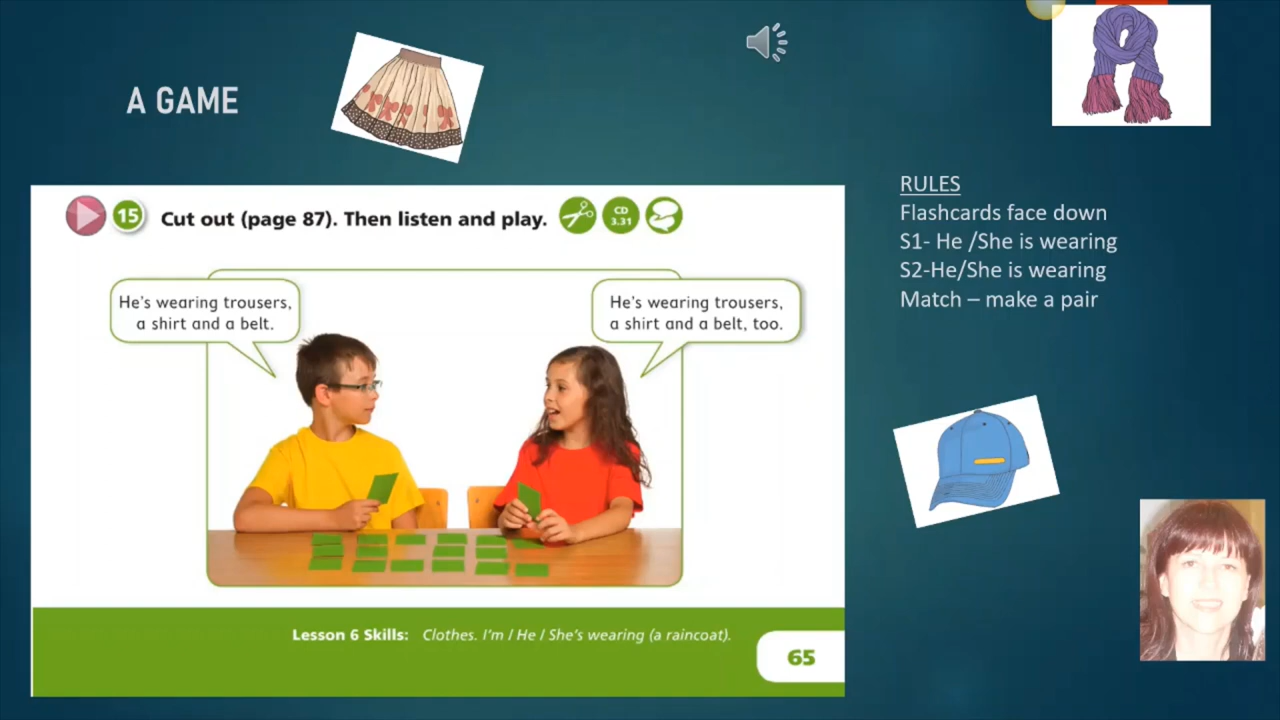 A GAME
15 Cut out (page 87). Then listen and play.
CD
3.31
He's wearing trousers,
a shirt and a belt.
He's wearing trousers,
a shirt and a belt, too.
Lesson 6 Skills: Clothes. I'm / He / She's wearing (a raincoat).
65
RULES
Flashcards face down
S1- He /She is wearing
S2-He/She is wearing
Match – make a pair